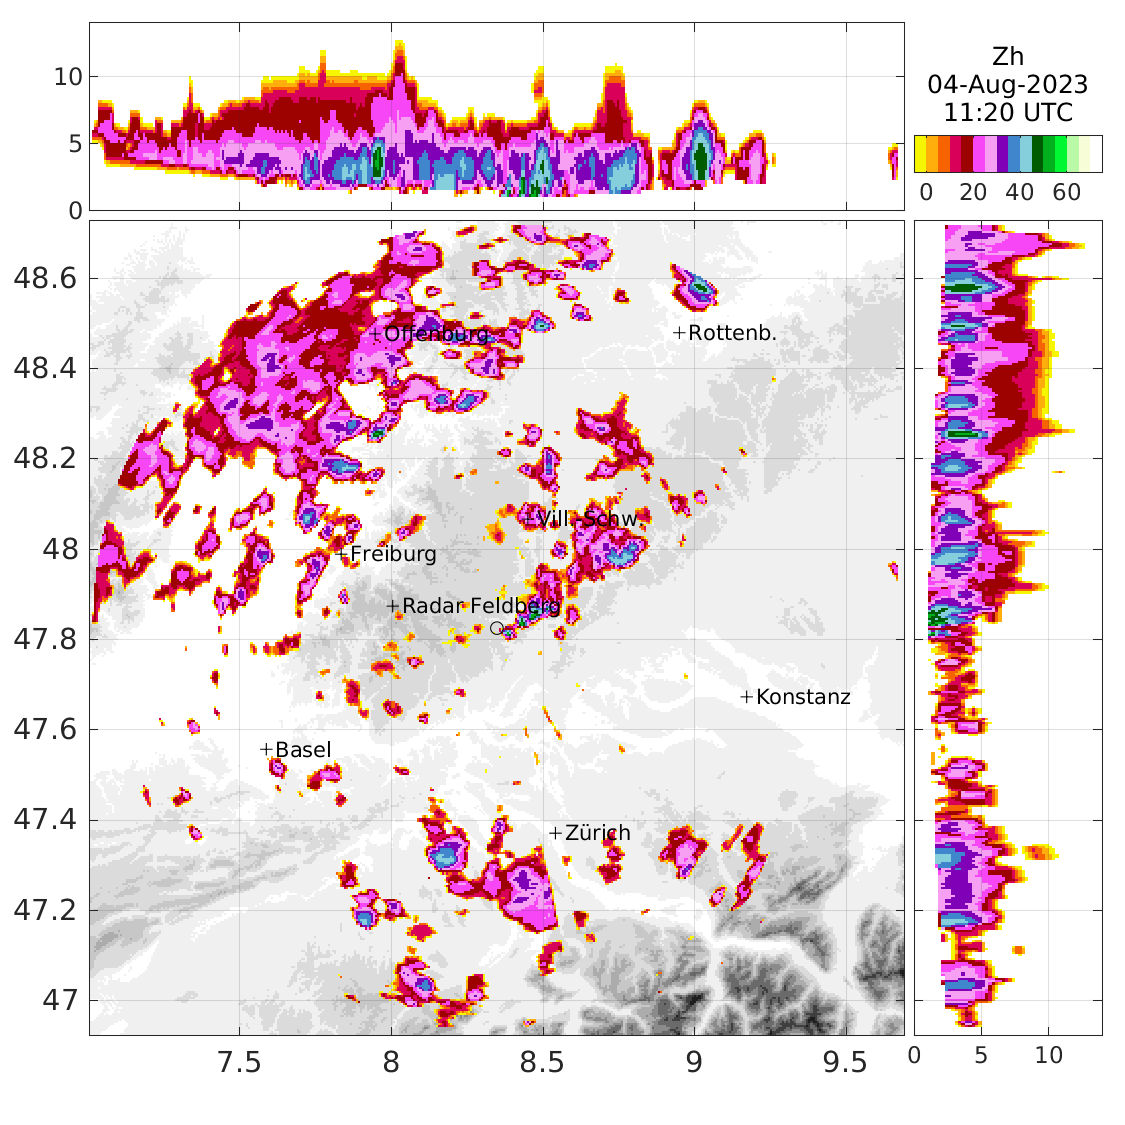 10
5
0
Zh
04-Aug-2023
11:20 UTC
0 20 40 60
48.6
48.4
48.2
48
47.8
47.6
47.4
47.2
47
Offenburg
Rottenb.
Vill.-Schw.
Freiburg
Radar Feldberg
Konstanz
Basel
Zürich
7.5 8 8.5 9 9.5
0 5 10